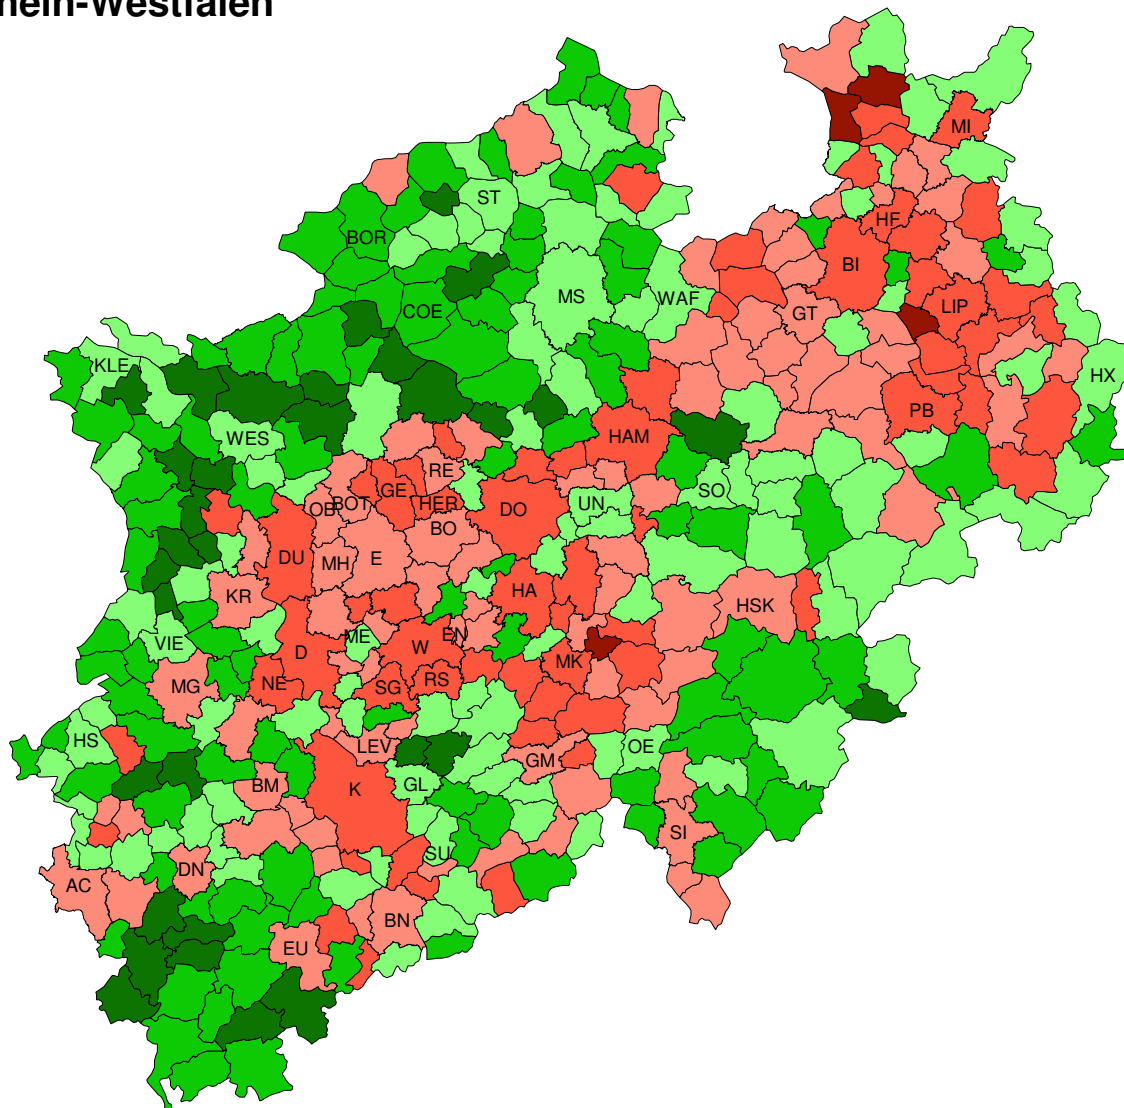 hein-Westfalen
MI
ST
HF
BOR
BI
MS
WAF
LIP
COE
GT
KLE
HX
PB
WES
HAM
RE
GE
SO
BOT
HER
UN
OB
DO
BO
DU
MH
E
HA
KR
HSK
ME
EN
VIE
W
D
MK
RS
MG
NE
SG
HS
LEV
OE
GM
BM
GL
K
SI
SU
DN
AC
BN
EU